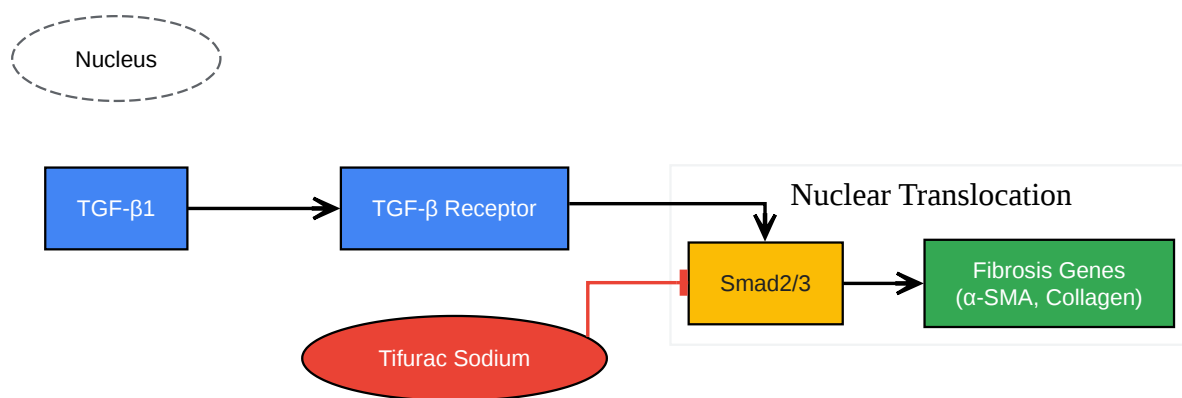 Nucleus
TGF-β1
TGF-β Receptor
Nuclear Translocation
Smad2/3
Fibrosis Genes
(α-SMA, Collagen)
Tifurac Sodium